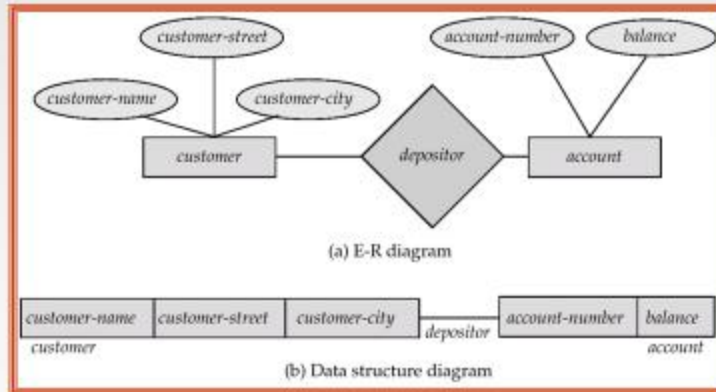 customer-street
account-number balance
customer-name customer-city
customer depositor account
(a) E-R diagram
customer-name customer-street customer-city account-number balance
depositor
customer account
(b) Data structure diagram